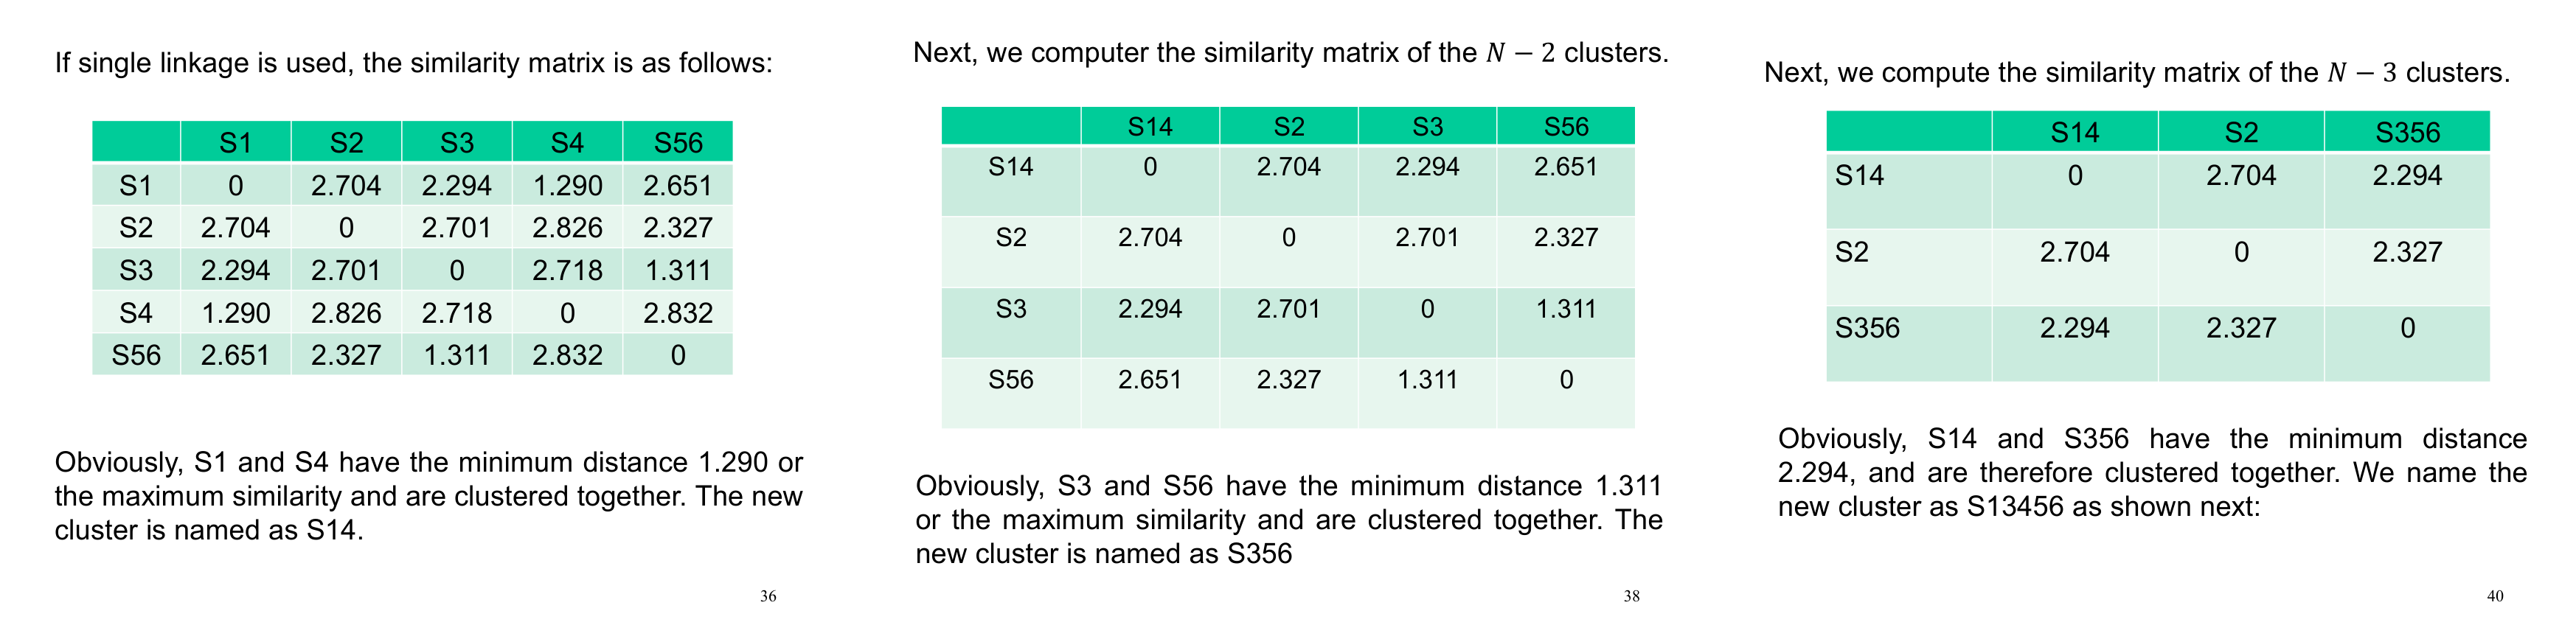 If single linkage is used, the similarity matrix is as follows:
S1 S2 S3 S4 S56
S1 0 2.704 2.294 1.290 2.651
S2 2.704 0 2.701 2.826 2.327
S3 2.294 2.701 0 2.718 1.311
S4 1.290 2.826 2.718 0 2.832
S56 2.651 2.327 1.311 2.832 0
Obviously, S1 and S4 have the minimum distance 1.290 or
the maximum similarity and are clustered together. The new
cluster is named as S14.
36
Next, we computer the similarity matrix of the N − 2 clusters.
S14 S2 S3 S56
S14 0 2.704 2.294 2.651
S2 2.704 0 2.701 2.327
S3 2.294 2.701 0 1.311
S56 2.651 2.327 1.311 0
Obviously, S3 and S56 have the minimum distance 1.311
or the maximum similarity and are clustered together. The
new cluster is named as S356
38
Next, we compute the similarity matrix of the N − 3 clusters.
S14 S2 S356
S14 0 2.704 2.294
S2 2.704 0 2.327
S356 2.294 2.327 0
Obviously, S14 and S356 have the minimum distance
2.294, and are therefore clustered together. We name the
new cluster as S13456 as shown next:
40